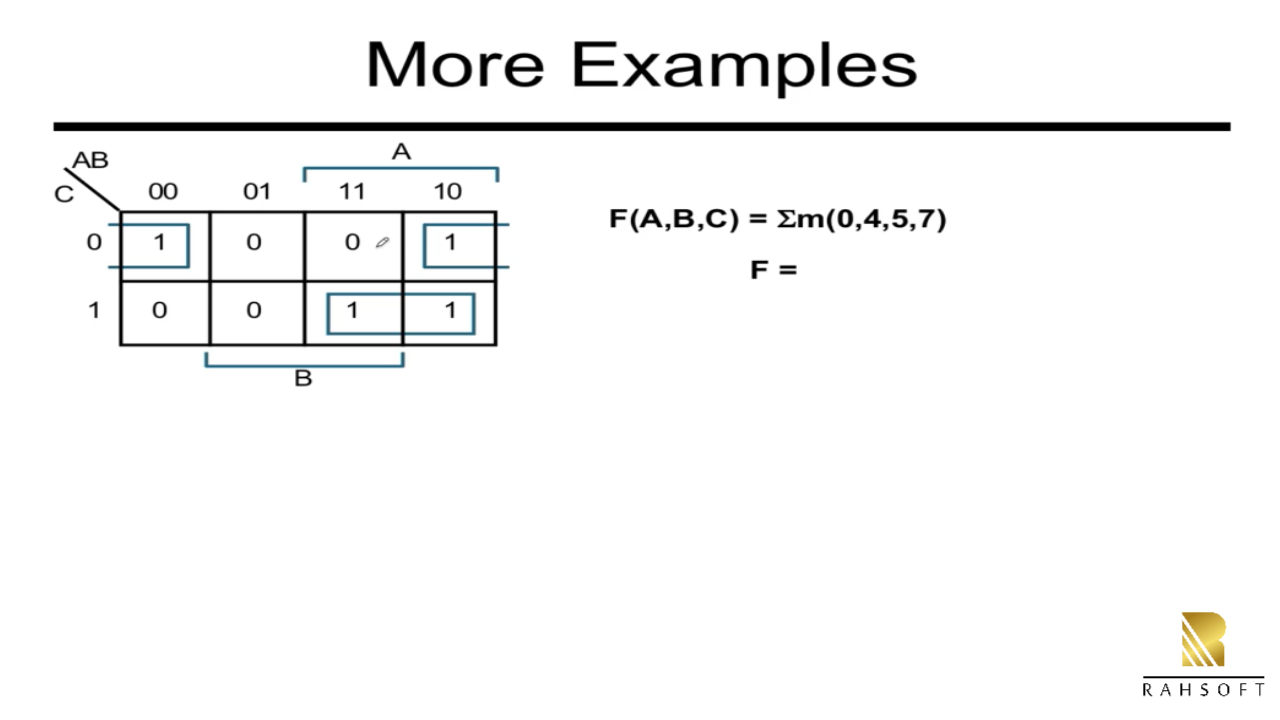 More Examples
AB
A
C
00 01 11 10
0 1 0 0 1
1 0 0 1 1
B
F(A,B,C) = Σm(0,4,5,7)
F =
RAHSOFT